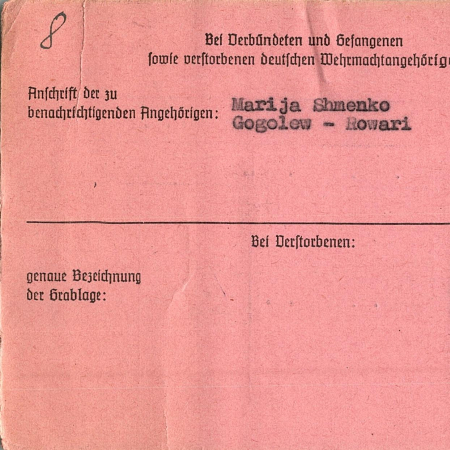 8
Bei Verbündeten und Gefangenen
sowie verstorbenen deutschen Wehrmachtangehörige
Anschrift der zu
benachrichtigenden Angehörigen:
Marija Shmenko
Gogolew - Rowari
Bei Verstorbenen:
genaue Bezeichnung
der Grablage: